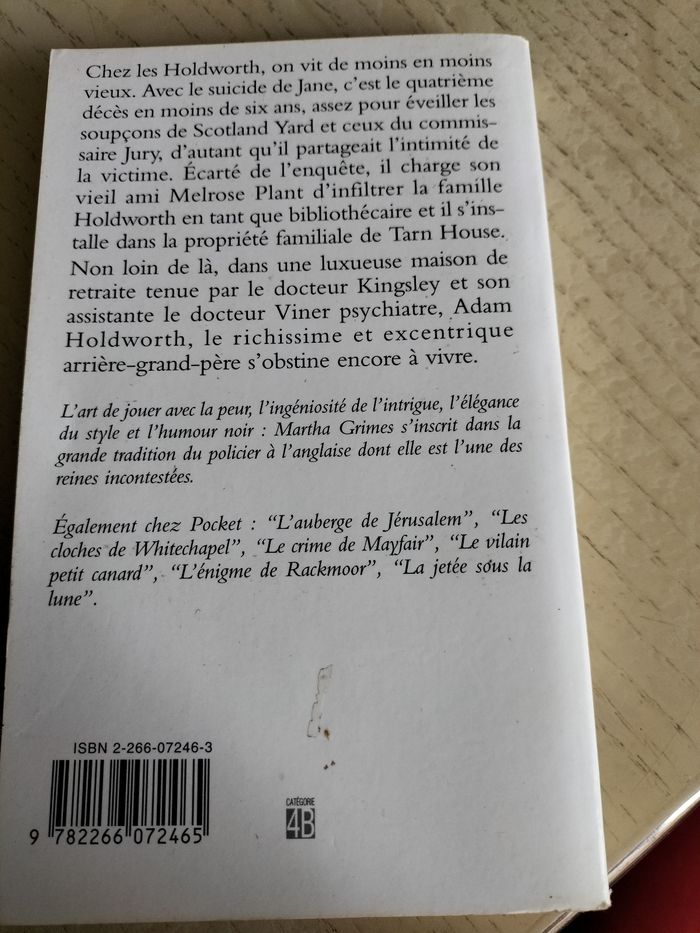 Chez les Holdworth, on vit de moins en moins
vieux. Avec le suicide de Jane, c'est le quatrième
décès en moins de six ans, assez pour éveiller les
soupçons de Scotland Yard et ceux du commis-
saire Jury, d'autant qu'il partageait l'intimité de
la victime. Écarté de l'enquête, il charge son
vieil ami Melrose Plant d'infiltrer la famille
Holdworth en tant que bibliothécaire et il s'ins-
talle dans la propriété familiale de Tarn House.
Non loin de là, dans une luxueuse maison de
retraite tenue par le docteur Kingsley et son
assistante le docteur Viner psychiatre, Adam
Holdworth, le richissime et excentrique
arrière-grand-père s'obstine encore à vivre.
L'art de jouer avec la peur, l'ingéniosité de l'intrigue, l'élégance
du style et l'humour noir : Martha Grimes s'inscrit dans la
grande tradition du policier à l'anglaise dont elle est l'une des
reines incontestées.
Également chez Pocket : "L'auberge de Jérusalem", "Les
cloches de Whitechapel", "Le crime de Mayfair", "Le vilain
petit canard", "L'énigme de Rackmoor", "La jetée sous la
lune".
ISBN 2-266-07246-3
9 782266 072465
CATÉGORIE
4B